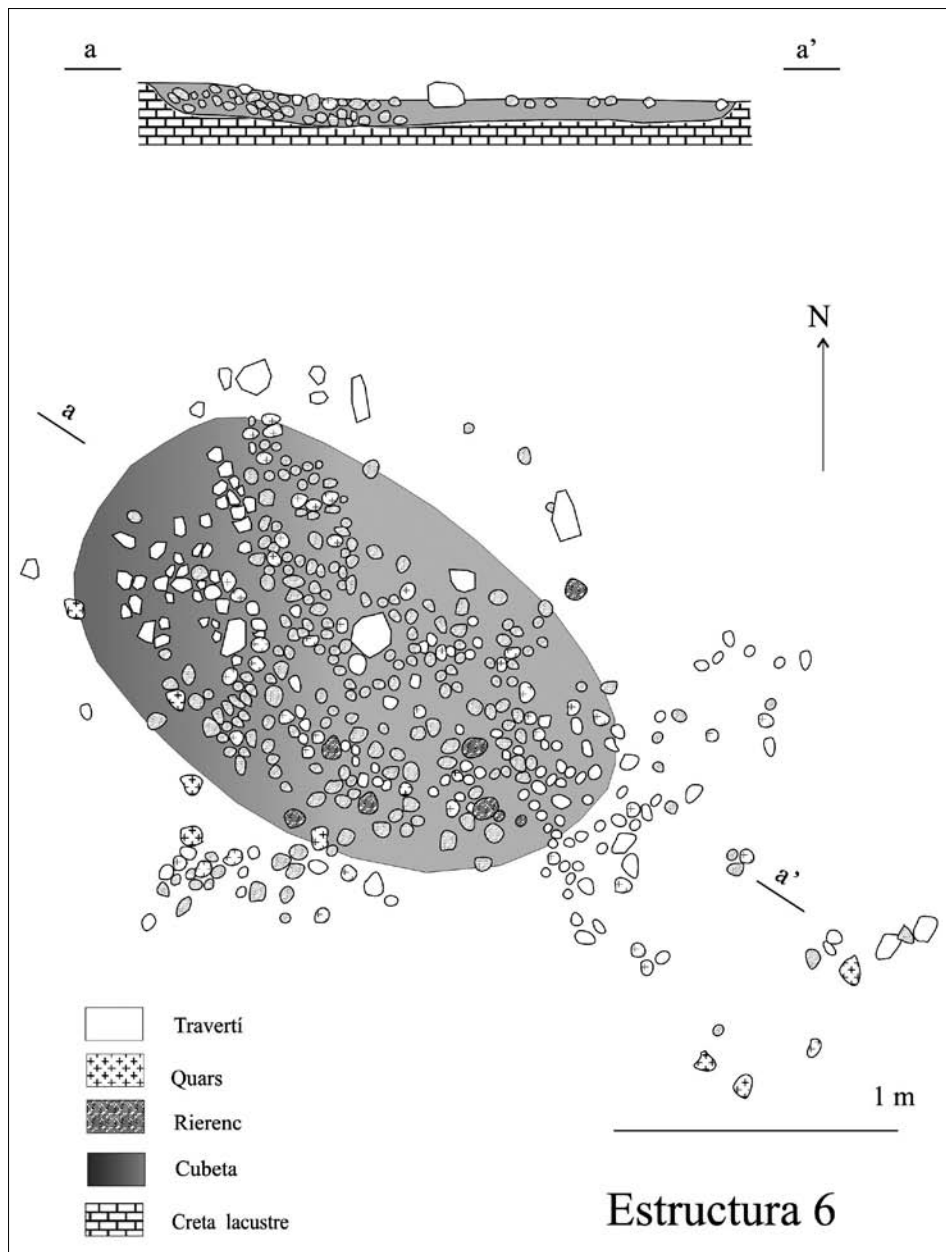 a a’
N
a
a’
Travertí
Quars
Rierenc
Cubeta
Creta lacustre
1 m
Estructura 6